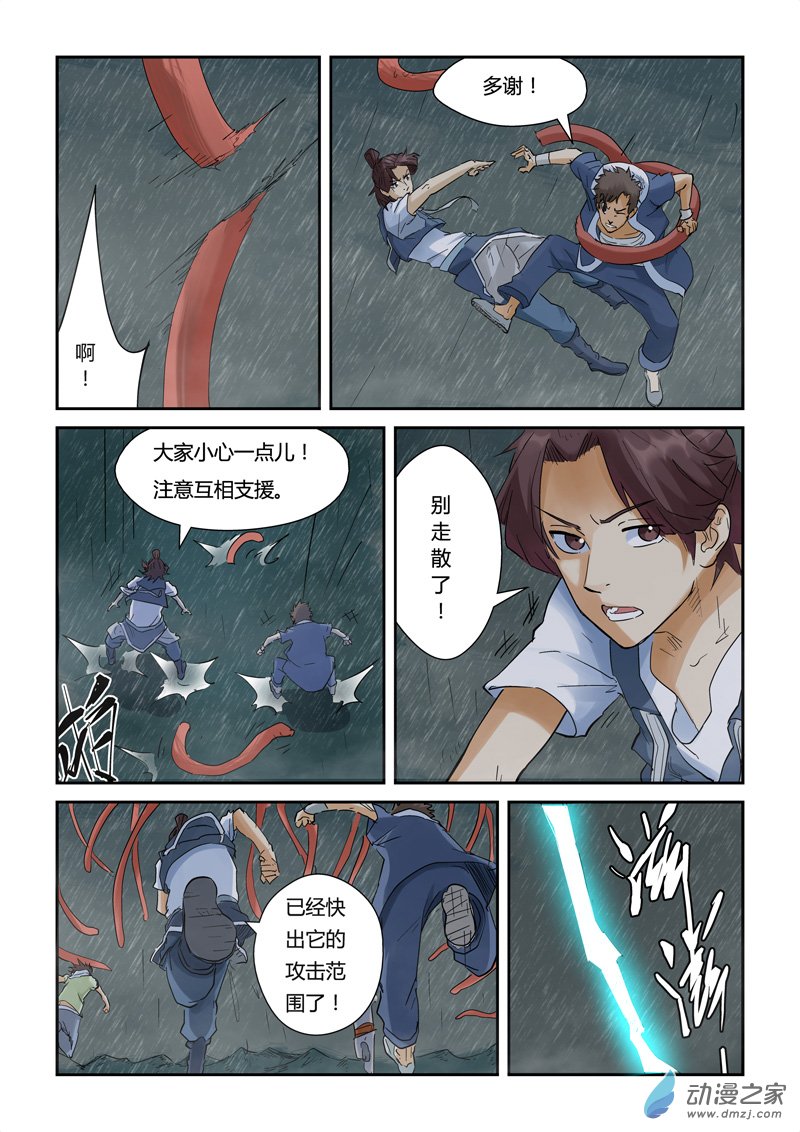 啊
！
多谢！
大家小心一点儿！
注意互相支援。
别
走
散
了
！
已经快
出它的
攻击范
围了！
滋
滋
动漫之家
www.dmzj.com